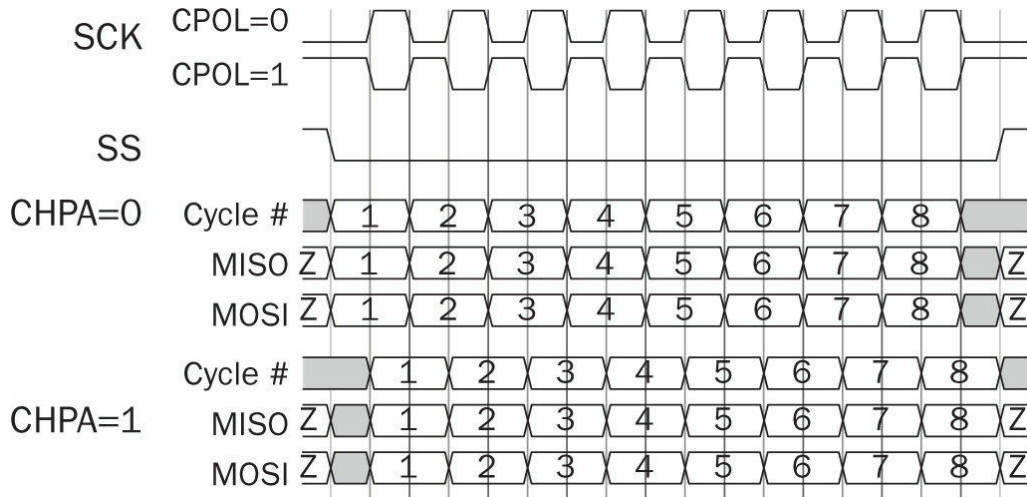 SCK CPOL=0
CPOL=1
SS
CHPA=0 Cycle # 1 2 3 4 5 6 7 8
MISO Z 1 2 3 4 5 6 7 8 Z
MOSI Z 1 2 3 4 5 6 7 8 Z
Cycle # 1 2 3 4 5 6 7 8
CHPA=1 MISO Z 1 2 3 4 5 6 7 8 Z
MOSI Z 1 2 3 4 5 6 7 8 Z